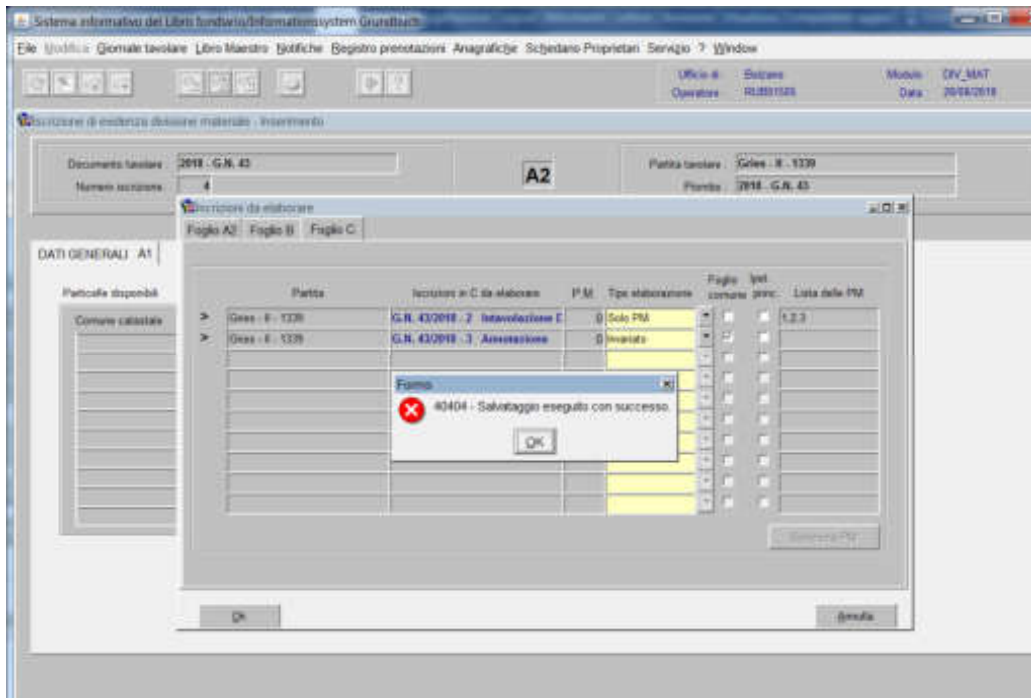 Sistema informativo del Libro fondiario/Informationssystem Grundbuch
File Modifica Giornale tavolare Libro Maestro Notifiche Registro prenotazioni Anagrafiche Schedario Proprietari Servizio ? Window
Ufficio di Bolzano Modulo DIV_MAT
Operatore Data 20/08/2018
Iscrizione di evidenza divisione materiale - Inserimento
Documento tavolare 2018 - G.N. 43 A2 Partita tavolare Gries - II - 1339
Numero iscrizione 4 Piombo 2018 - G.N. 43
Iscrizioni da elaborare
Foglio A2 Foglio B Foglio C
DATI GENERALI A1
Particelle disponibili
Comune catastale
Partita Iscrizioni in C da elaborare P.M. Tipo elaborazione Foglio comune Ipot. princ. Lista delle PM
> Gries - II - 1339 G.N. 43/2018 - 2 Intavolazione D 0 Solo PM 1,2,3
> Gries - II - 1339 G.N. 43/2018 - 3 Annotazione 0 Invariato
Forms
40404 - Salvataggio eseguito con successo.
OK
Seleziona PM
Ok Annulla